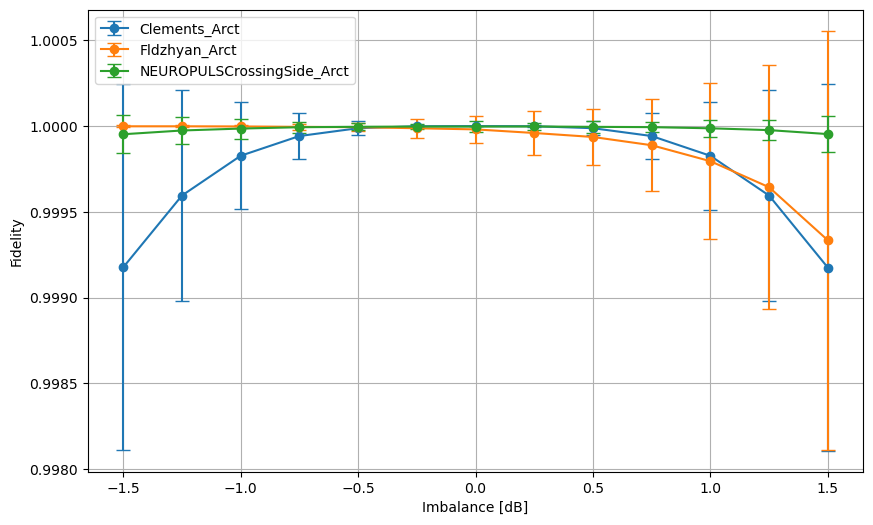 Clements_Arct
Fldzhyan_Arct
NEUROPULSCrossingSide_Arct
1.0005
1.0000
0.9995
0.9990
0.9985
0.9980
Fidelity
−1.5 −1.0 −0.5 0.0 0.5 1.0 1.5
Imbalance [dB]